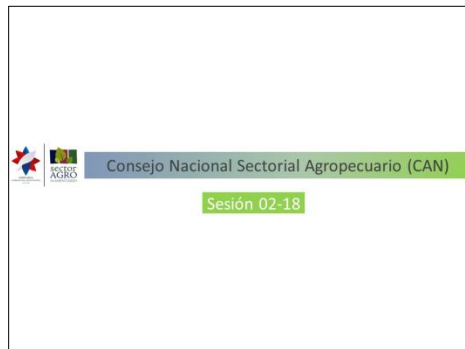 sector
AGRO
Consejo Nacional Sectorial Agropecuario (CAN)
Sesión 02-18